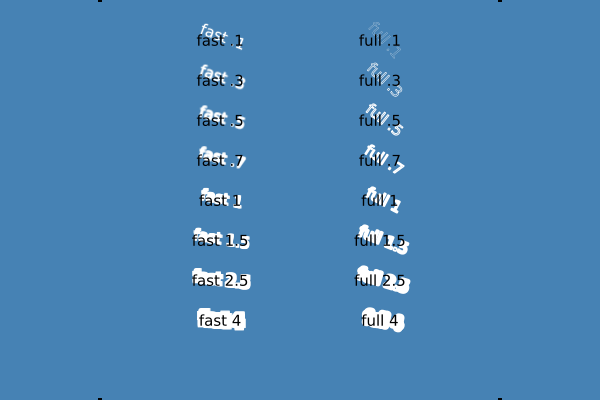 fast .1 full .1
fast .3 full .3
fast .5 full .5
fast .7 full .7
fast 1 full 1
fast 1.5 full 1.5
fast 2.5 full 2.5
fast 4 full 4